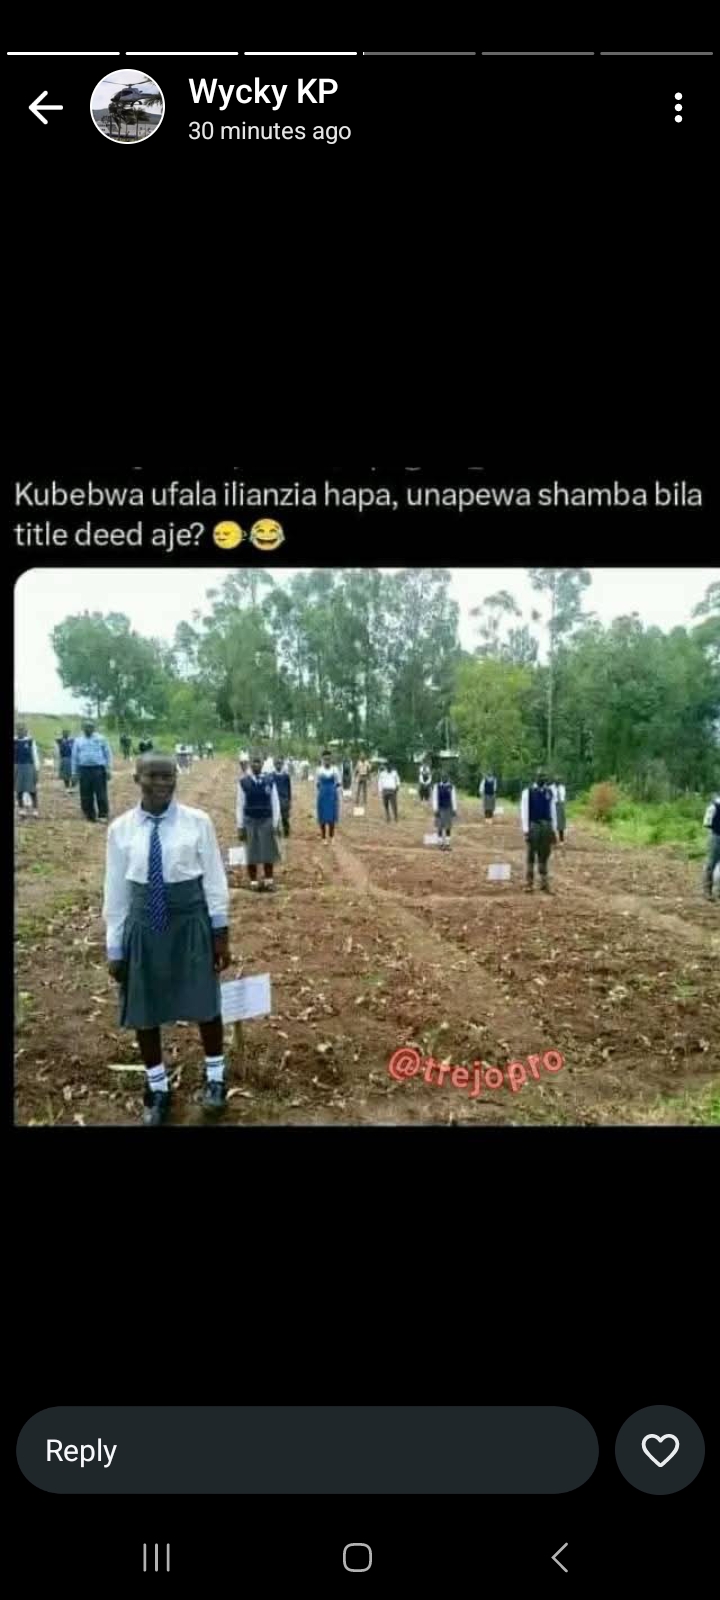 Wycky KP
30 minutes ago
Kubebwa ufala ilianzia hapa, unapewa shamba bila
title deed aje? 😏😂
@trejopro
Reply